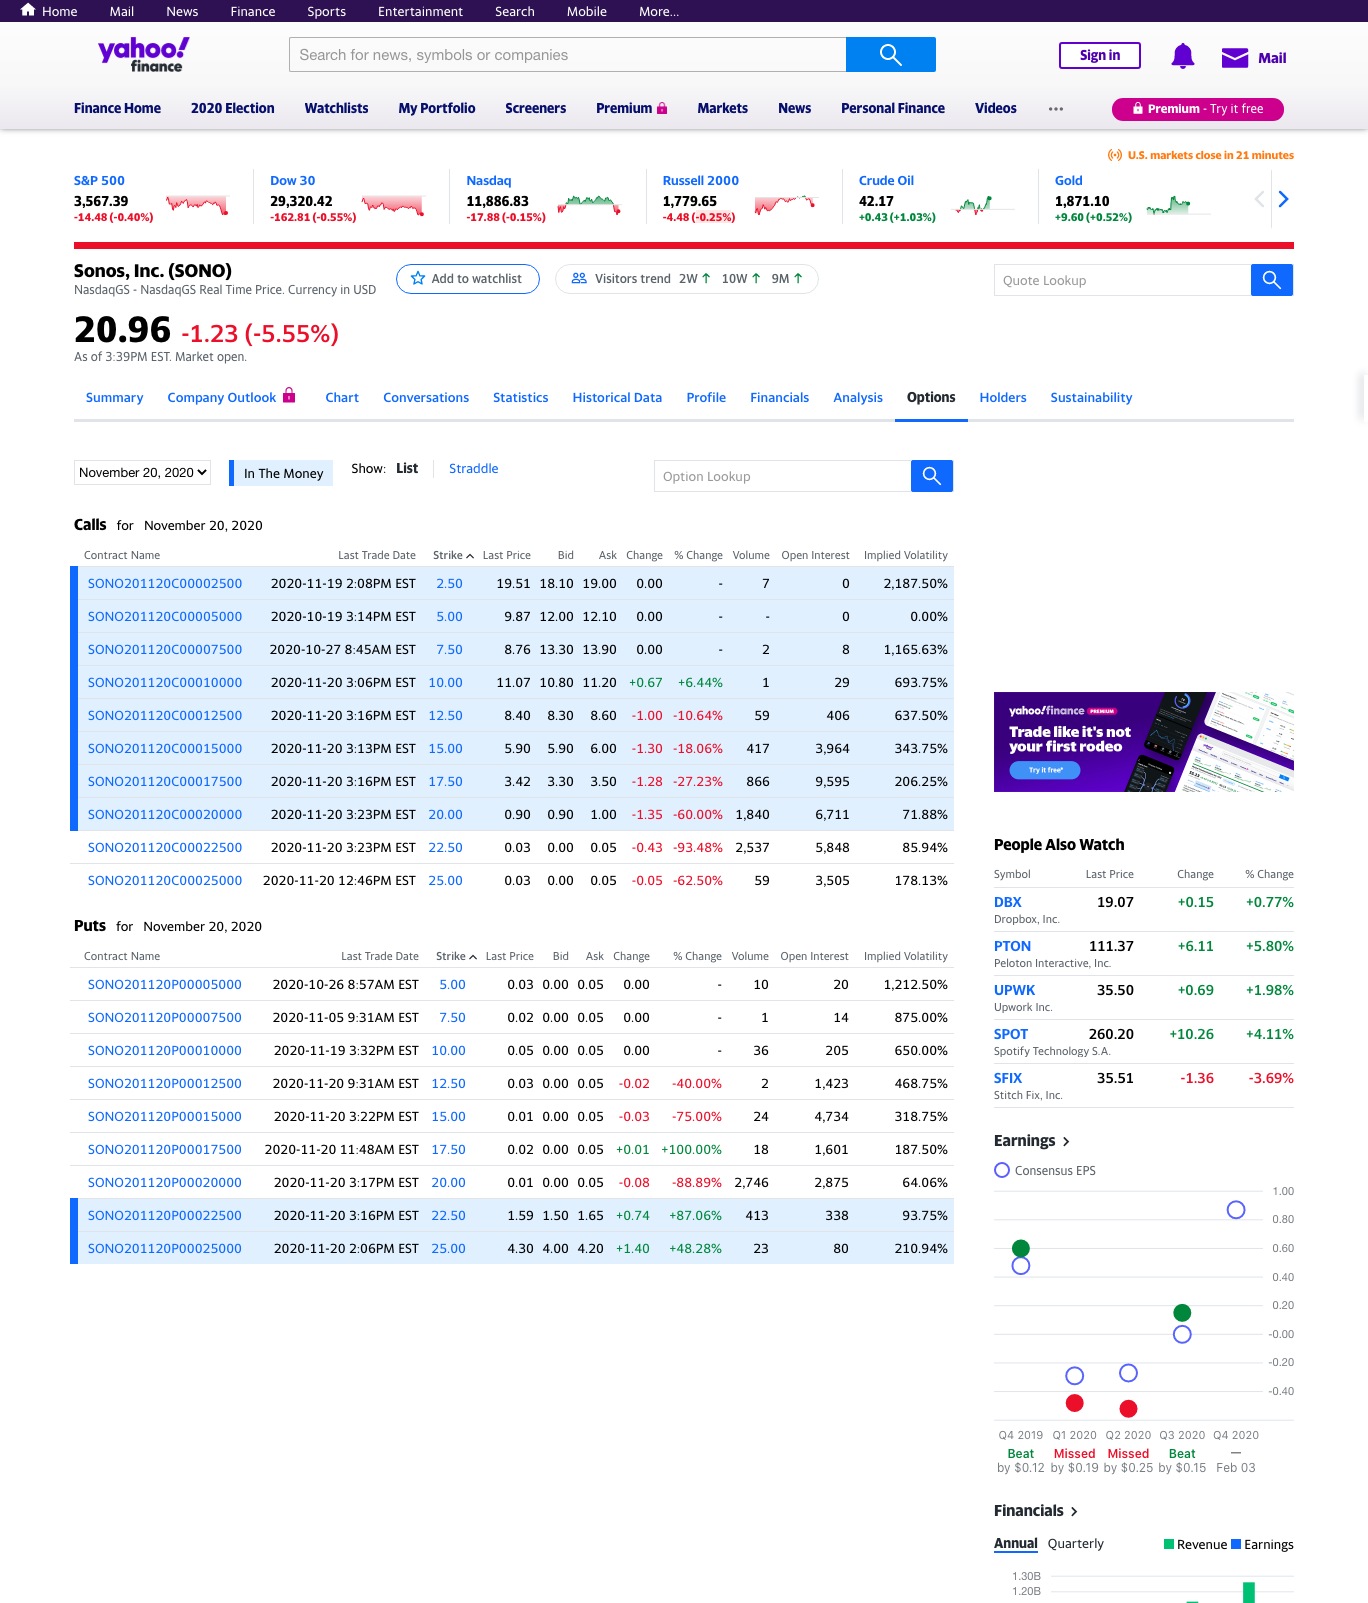 Home Mail News Finance Sports Entertainment Search Mobile More...
yahoo!
finance
Search for news, symbols or companies
Sign in
Mail
Finance Home 2020 Election Watchlists My Portfolio Screeners Premium Markets News Personal Finance Videos ••• Premium - Try it free
U.S. markets close in 21 minutes
S&P 500
3,567.39
-14.48 (-0.40%)
Dow 30
29,320.42
-162.81 (-0.55%)
Nasdaq
11,886.83
-17.88 (-0.15%)
Russell 2000
1,779.65
-4.48 (-0.25%)
Crude Oil
42.17
+0.43 (+1.03%)
Gold
1,871.10
+9.60 (+0.52%)
Sonos, Inc. (SONO)
NasdaqGS - NasdaqGS Real Time Price. Currency in USD
Add to watchlist
Visitors trend 2W ↑ 10W ↑ 9M ↑
Quote Lookup
20.96 -1.23 (-5.55%)
As of 3:39PM EST. Market open.
Summary Company Outlook Chart Conversations Statistics Historical Data Profile Financials Analysis Options Holders Sustainability
November 20, 2020
In The Money
Show: List Straddle
Option Lookup
Calls for November 20, 2020
Contract Name Last Trade Date Strike Last Price Bid Ask Change % Change Volume Open Interest Implied Volatility
SONO201120C00002500 2020-11-19 2:08PM EST 2.50 19.51 18.10 19.00 0.00 - 7 0 2,187.50%
SONO201120C00005000 2020-10-19 3:14PM EST 5.00 9.87 12.00 12.10 0.00 - - 0 0.00%
SONO201120C00007500 2020-10-27 8:45AM EST 7.50 8.76 13.30 13.90 0.00 - 2 8 1,165.63%
SONO201120C00010000 2020-11-20 3:06PM EST 10.00 11.07 10.80 11.20 +0.67 +6.44% 1 29 693.75%
SONO201120C00012500 2020-11-20 3:16PM EST 12.50 8.40 8.30 8.60 -1.00 -10.64% 59 406 637.50%
SONO201120C00015000 2020-11-20 3:13PM EST 15.00 5.90 5.90 6.00 -1.30 -18.06% 417 3,964 343.75%
SONO201120C00017500 2020-11-20 3:16PM EST 17.50 3.42 3.30 3.50 -1.28 -27.23% 866 9,595 206.25%
SONO201120C00020000 2020-11-20 3:23PM EST 20.00 0.90 0.90 1.00 -1.35 -60.00% 1,840 6,711 71.88%
SONO201120C00022500 2020-11-20 3:23PM EST 22.50 0.03 0.00 0.05 -0.43 -93.48% 2,537 5,848 85.94%
SONO201120C00025000 2020-11-20 12:46PM EST 25.00 0.03 0.00 0.05 -0.05 -62.50% 59 3,505 178.13%
Puts for November 20, 2020
Contract Name Last Trade Date Strike Last Price Bid Ask Change % Change Volume Open Interest Implied Volatility
SONO201120P00005000 2020-10-26 8:57AM EST 5.00 0.03 0.00 0.05 0.00 - 10 20 1,212.50%
SONO201120P00007500 2020-11-05 9:31AM EST 7.50 0.02 0.00 0.05 0.00 - 1 14 875.00%
SONO201120P00010000 2020-11-19 3:32PM EST 10.00 0.05 0.00 0.05 0.00 - 36 205 650.00%
SONO201120P00012500 2020-11-20 9:31AM EST 12.50 0.03 0.00 0.05 -0.02 -40.00% 2 1,423 468.75%
SONO201120P00015000 2020-11-20 3:22PM EST 15.00 0.01 0.00 0.05 -0.03 -75.00% 24 4,734 318.75%
SONO201120P00017500 2020-11-20 11:48AM EST 17.50 0.02 0.00 0.05 +0.01 +100.00% 18 1,601 187.50%
SONO201120P00020000 2020-11-20 3:17PM EST 20.00 0.01 0.00 0.05 -0.08 -88.89% 2,746 2,875 64.06%
SONO201120P00022500 2020-11-20 3:16PM EST 22.50 1.59 1.50 1.65 +0.74 +87.06% 413 338 93.75%
SONO201120P00025000 2020-11-20 2:06PM EST 25.00 4.30 4.00 4.20 +1.40 +48.28% 23 80 210.94%
yahoo!finance PREMIUM
Trade like it's not
your first rodeo
Try it free*
People Also Watch
Symbol Last Price Change % Change
DBX 19.07 +0.15 +0.77%
Dropbox, Inc.
PTON 111.37 +6.11 +5.80%
Peloton Interactive, Inc.
UPWK 35.50 +0.69 +1.98%
Upwork Inc.
SPOT 260.20 +10.26 +4.11%
Spotify Technology S.A.
SFIX 35.51 -1.36 -3.69%
Stitch Fix, Inc.
Earnings
Consensus EPS
1.00
0.80
0.60
0.40
0.20
-0.00
-0.20
-0.40
Q4 2019 Q1 2020 Q2 2020 Q3 2020 Q4 2020
Beat Missed Missed Beat —
by $0.12 by $0.19 by $0.25 by $0.15 Feb 03
Financials
Annual Quarterly Revenue Earnings
1.30B
1.20B